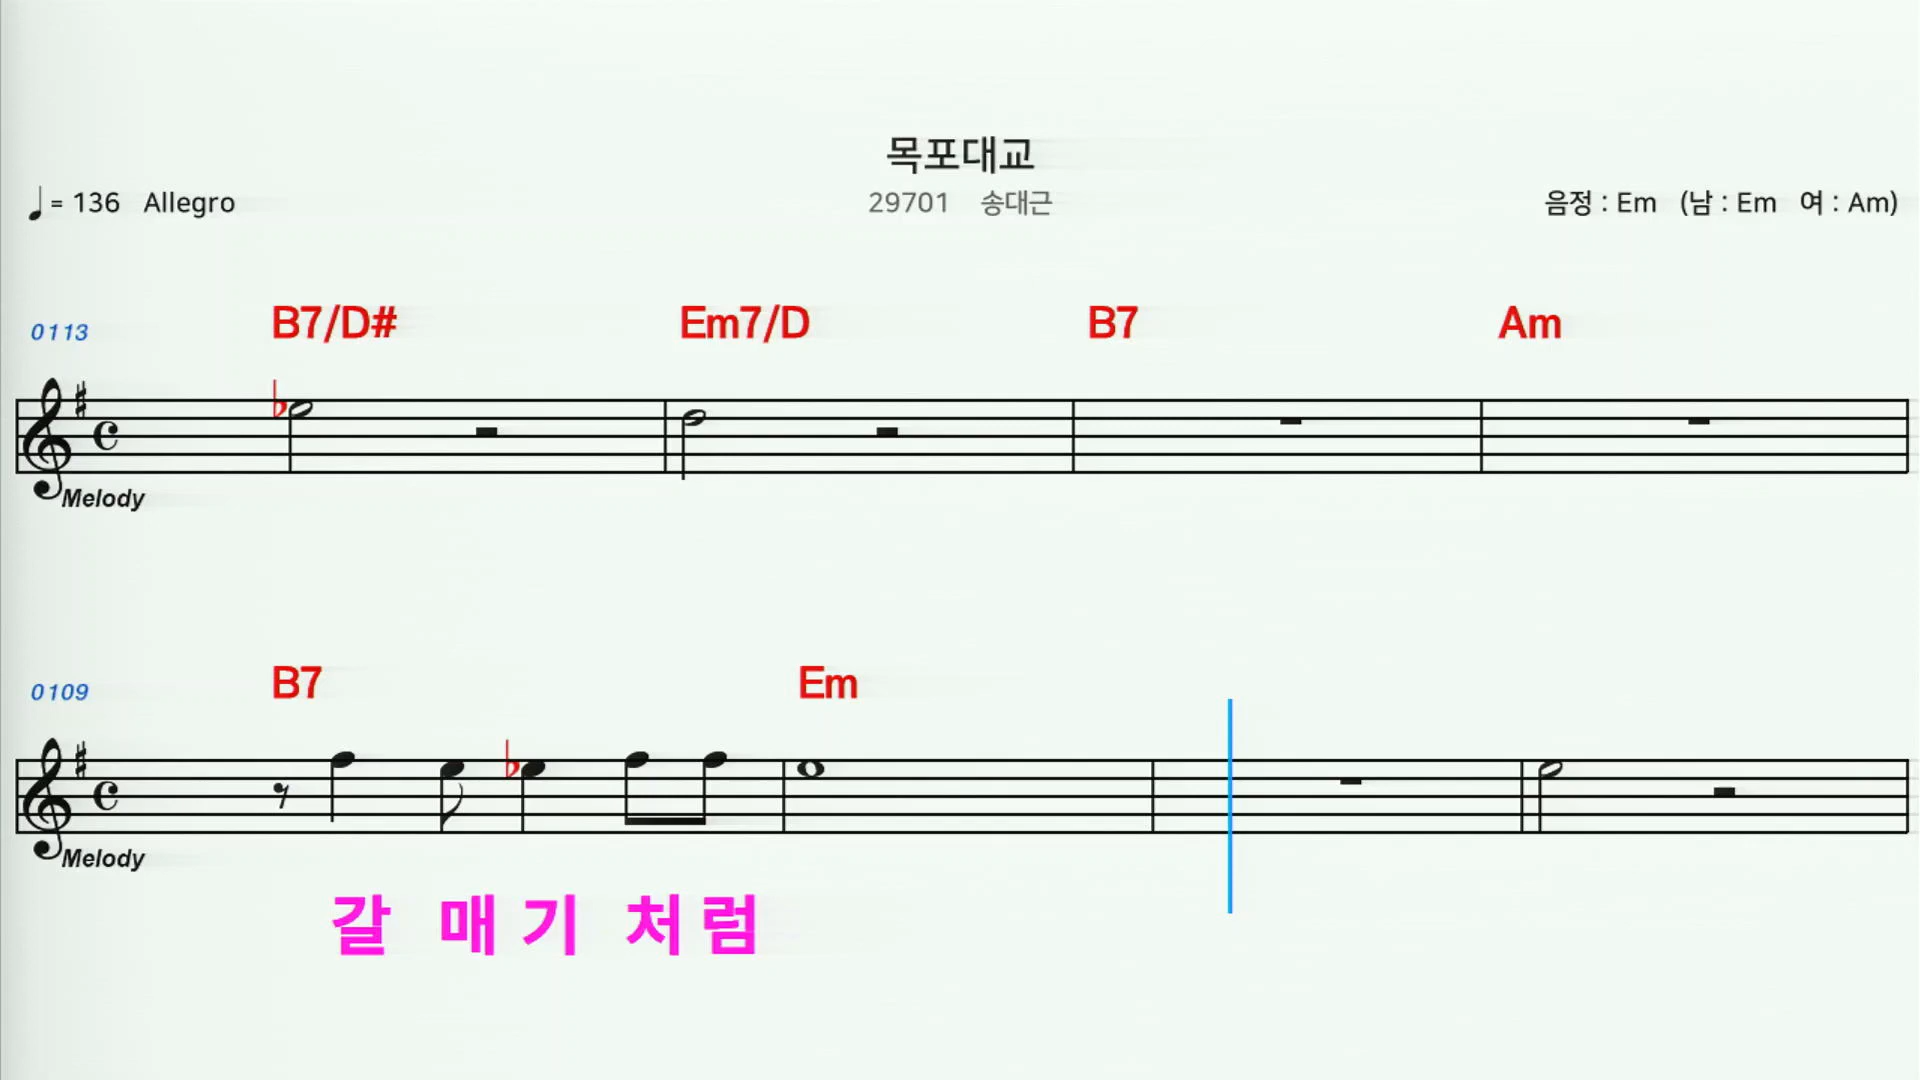 목포대교
♩= 136 Allegro
29701 송대근
음정 : Em (남 : Em 여 : Am)
0113 B7/D# Em7/D B7 Am
Melody
0109 B7 Em
Melody
갈 매 기 처 럼